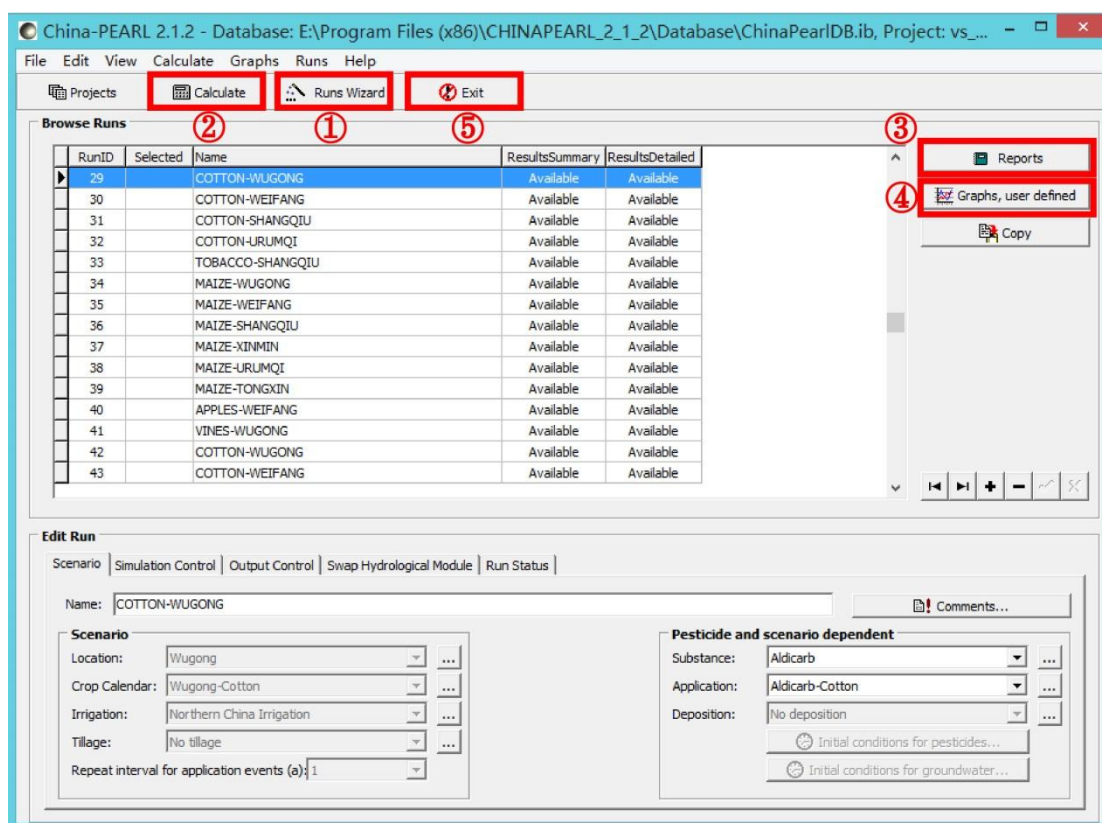 China-PEARL 2.1.2 - Database: E:\Program Files (x86)\CHINAPEARL_2_1_2\Database\ChinaPearlDB.ib, Project: vs_...
File Edit View Calculate Graphs Runs Help
Projects Calculate Runs Wizard Exit
② ① ⑤
Browse Runs
③
RunID Selected Name ResultsSummary ResultsDetailed
Reports
29 COTTON-WUGONG Available Available
④ Graphs, user defined
30 COTTON-WEIFANG Available Available
31 COTTON-SHANGQIU Available Available
Copy
32 COTTON-URUMQI Available Available
33 TOBACCO-SHANGQIU Available Available
34 MAIZE-WUGONG Available Available
35 MAIZE-WEIFANG Available Available
36 MAIZE-SHANGQIU Available Available
37 MAIZE-XINMIN Available Available
38 MAIZE-URUMQI Available Available
39 MAIZE-TONGXIN Available Available
40 APPLES-WEIFANG Available Available
41 VINES-WUGONG Available Available
42 COTTON-WUGONG Available Available
43 COTTON-WEIFANG Available Available
Edit Run
Scenario Simulation Control Output Control Swap Hydrological Module Run Status
Name: COTTON-WUGONG
Comments...
Scenario
Location: Wugong ...
Crop Calendar: Wugong-Cotton ...
Irrigation: Northern China Irrigation ...
Tillage: No tillage ...
Repeat interval for application events (a): 1
Pesticide and scenario dependent
Substance: Aldicarb ...
Application: Aldicarb-Cotton ...
Deposition: No deposition ...
Initial conditions for pesticides...
Initial conditions for groundwater...